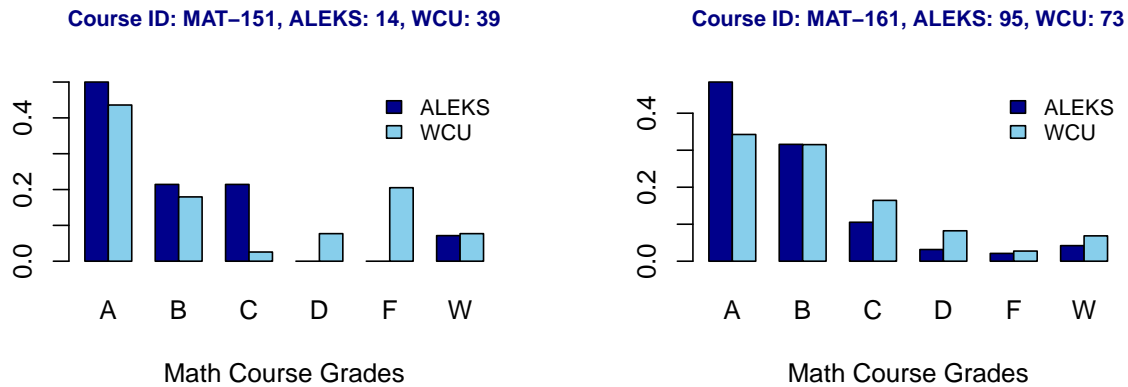 Course ID: MAT−151, ALEKS: 14, WCU: 39
0.4
0.2
0.0
ALEKS
WCU
A B C D F W
Math Course Grades
Course ID: MAT−161, ALEKS: 95, WCU: 73
0.4
0.2
0.0
ALEKS
WCU
A B C D F W
Math Course Grades